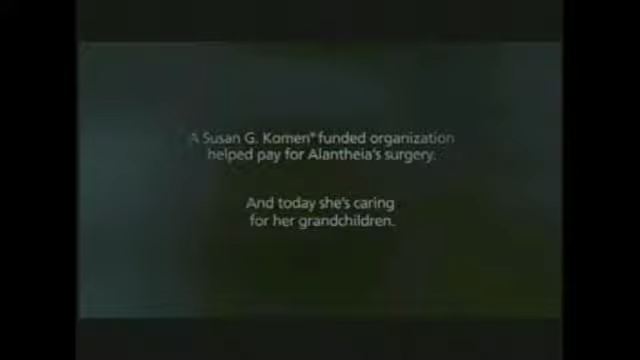 A Susan G. Komen® funded organization
helped pay for Alantheia's surgery.
And today she's caring
for her grandchildren.